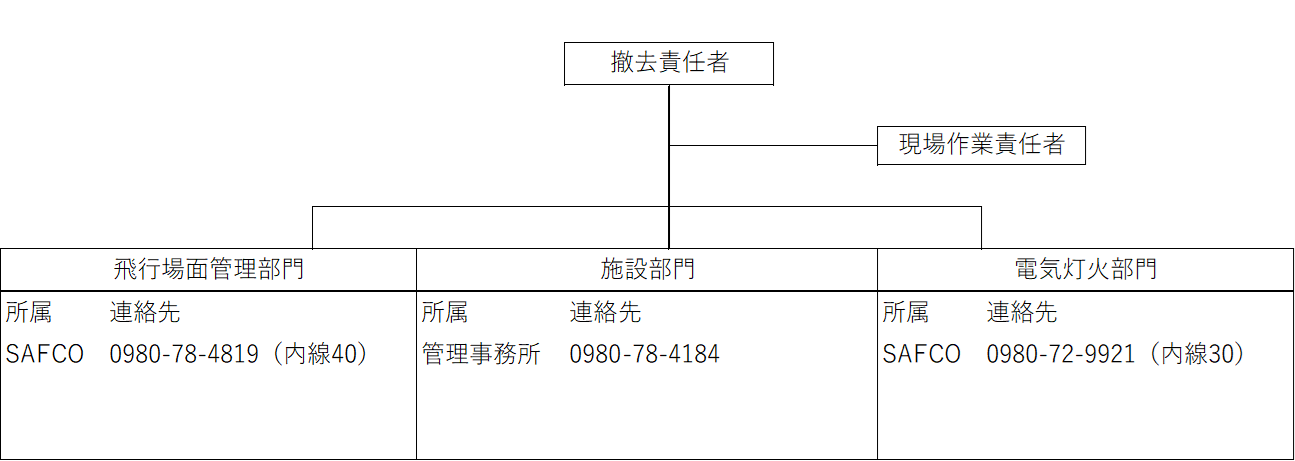 撤去責任者
現場作業責任者
飛行場面管理部門 施設部門 電気灯火部門
所属 連絡先 所属 連絡先 所属 連絡先
SAFCO 0980-78-4819（内線40） 管理事務所 0980-78-4184 SAFCO 0980-72-9921（内線30）